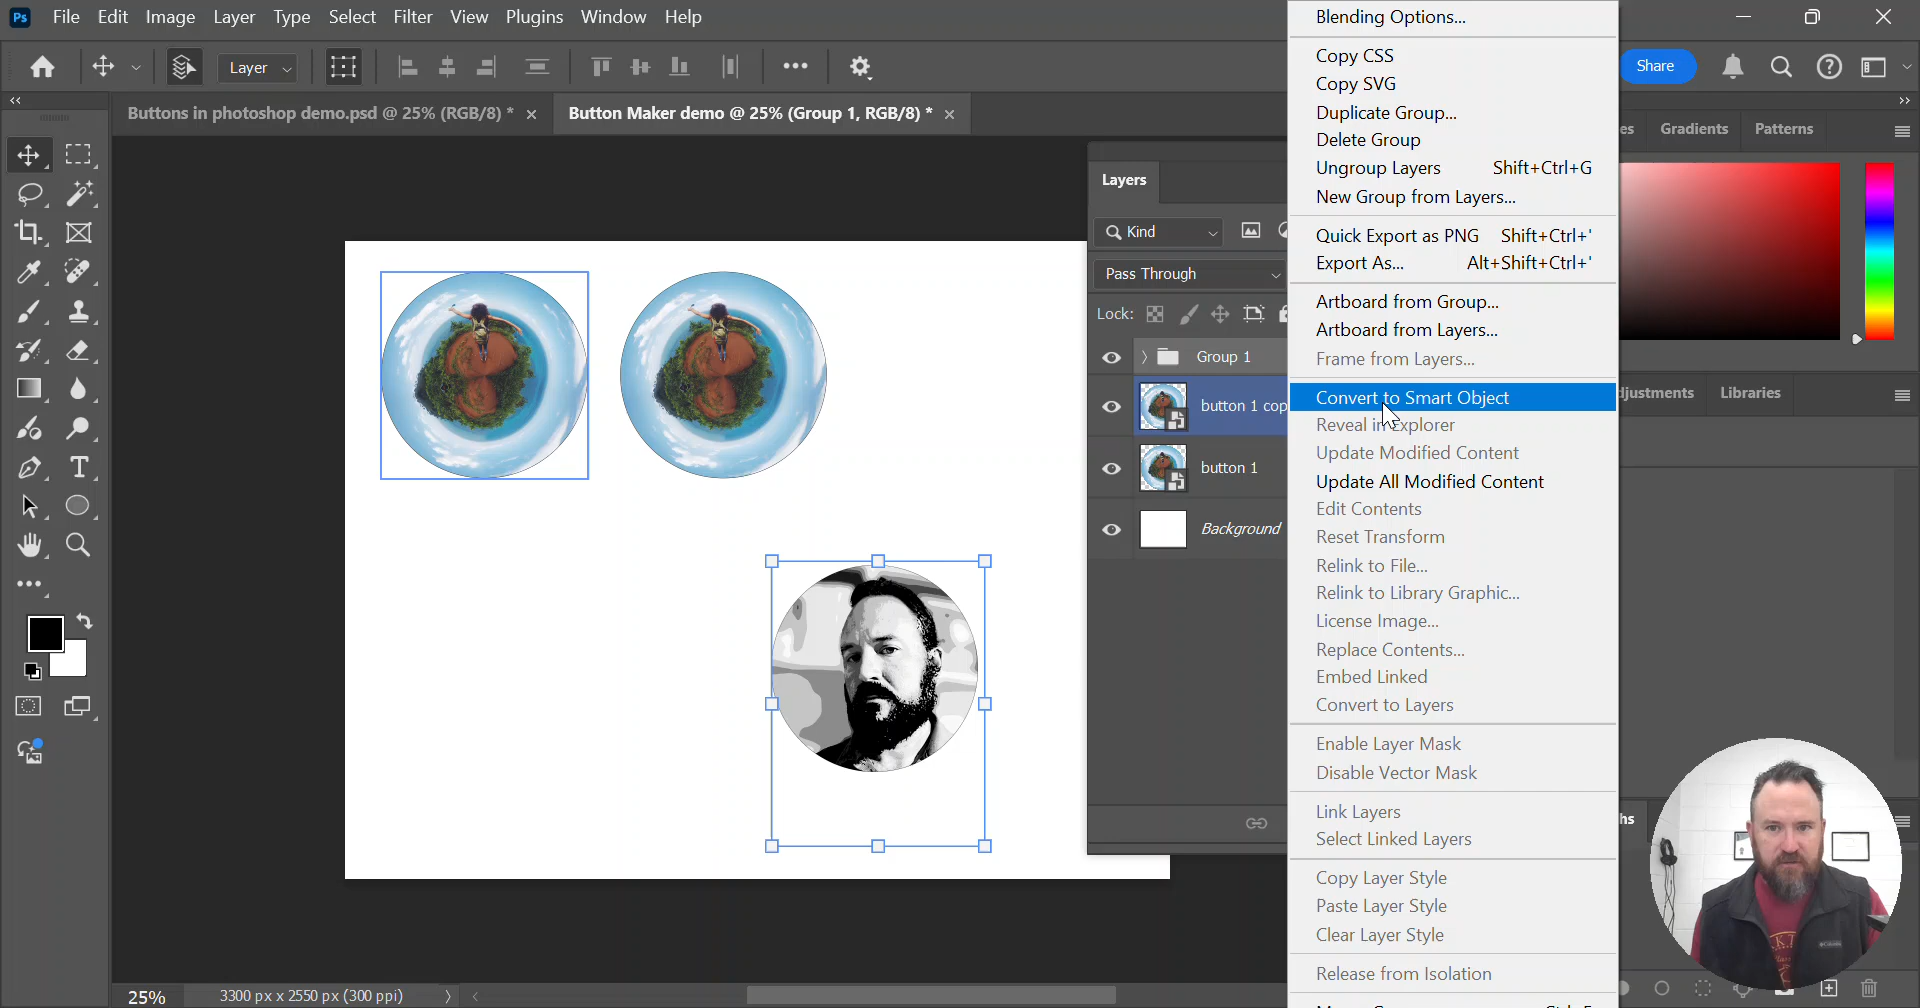 Ps File Edit Image Layer Type Select Filter View Plugins Window Help
Layer
Share
Buttons in photoshop demo.psd @ 25% (RGB/8) *
Button Maker demo @ 25% (Group 1, RGB/8) *
Layers
Kind
Pass Through
Lock:
Group 1
button 1 cop
button 1
Background
Blending Options...
Copy CSS
Copy SVG
Duplicate Group...
Delete Group
Ungroup Layers Shift+Ctrl+G
New Group from Layers...
Quick Export as PNG Shift+Ctrl+'
Export As... Alt+Shift+Ctrl+'
Artboard from Group...
Artboard from Layers...
Frame from Layers...
Convert to Smart Object
Reveal in Explorer
Update Modified Content
Update All Modified Content
Edit Contents
Reset Transform
Relink to File...
Relink to Library Graphic...
License Image...
Replace Contents...
Embed Linked
Convert to Layers
Enable Layer Mask
Disable Vector Mask
Link Layers
Select Linked Layers
Copy Layer Style
Paste Layer Style
Clear Layer Style
Release from Isolation
es Gradients Patterns
djustments Libraries
hs
25% 3300 px x 2550 px (300 ppi)